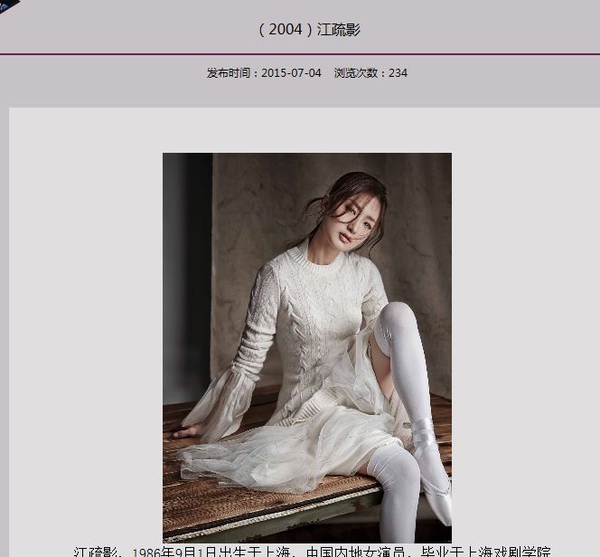 （2004）江疏影
发布时间：2015-07-04 浏览次数：234
江疏影，1986年9月1日出生于上海，中国内地女演员，毕业于上海戏剧学院